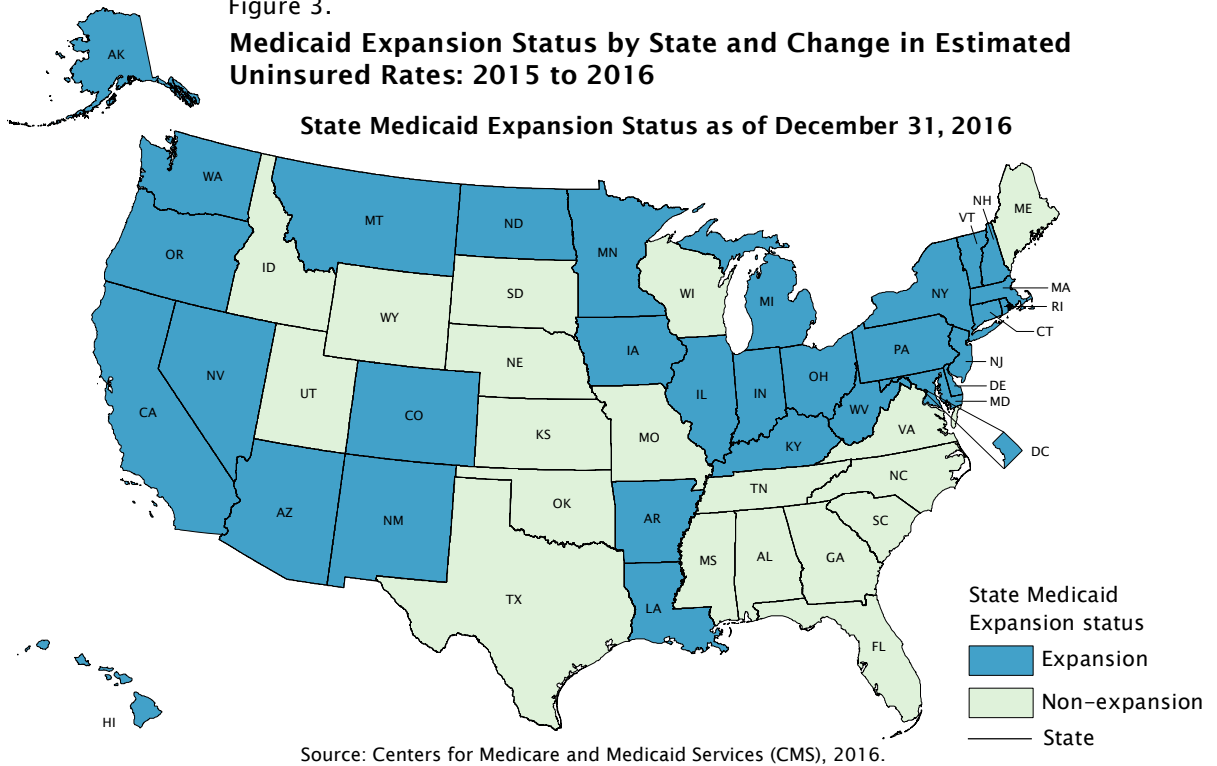 Figure 3.
Medicaid Expansion Status by State and Change in Estimated
Uninsured Rates: 2015 to 2016
State Medicaid Expansion Status as of December 31, 2016
AK
WA
MT
ND
MN
OR
ID
SD
WI
MI
NY
VT
NH
ME
MA
RI
CT
WY
NE
IA
PA
NJ
NV
UT
CO
IL
IN
OH
DE
MD
CA
KS
MO
WV
KY
VA
DC
AZ
NM
OK
AR
TN
NC
SC
MS
AL
GA
TX
LA
FL
HI
State Medicaid
Expansion status
Expansion
Non-expansion
State
Source: Centers for Medicare and Medicaid Services (CMS), 2016.